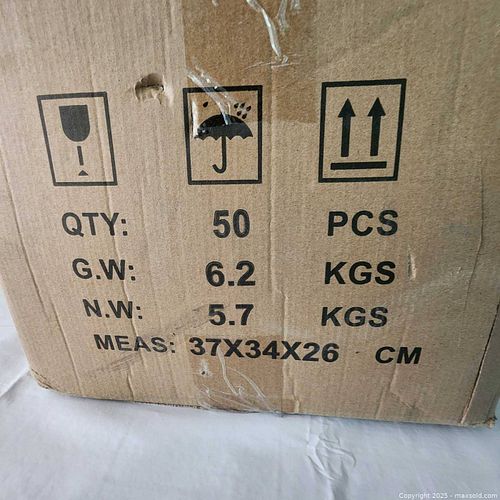 QTY: 50 PCS
G.W: 6.2 KGS
N.W: 5.7 KGS
MEAS: 37X34X26 CM
Copyright 2025 - maxsold.com